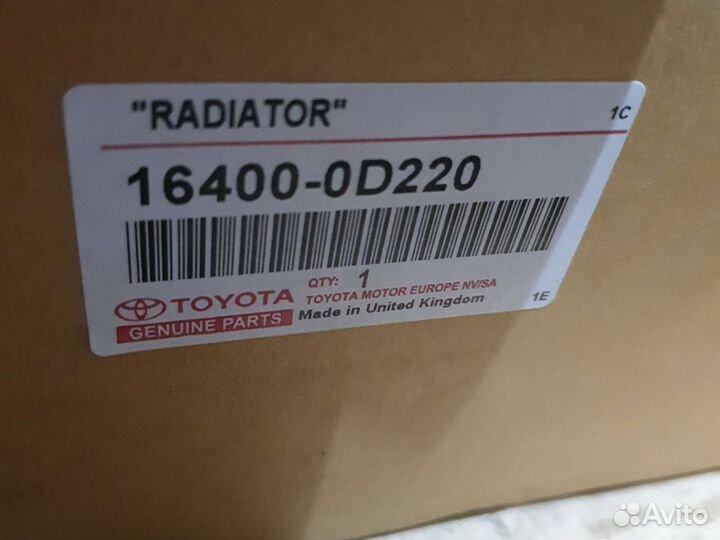 "RADIATOR"
1C
16400-0D220
QTY: 1
TOYOTA
TOYOTA MOTOR EUROPE NV/SA
GENUINE PARTS
Made in United Kingdom
1E
Avito